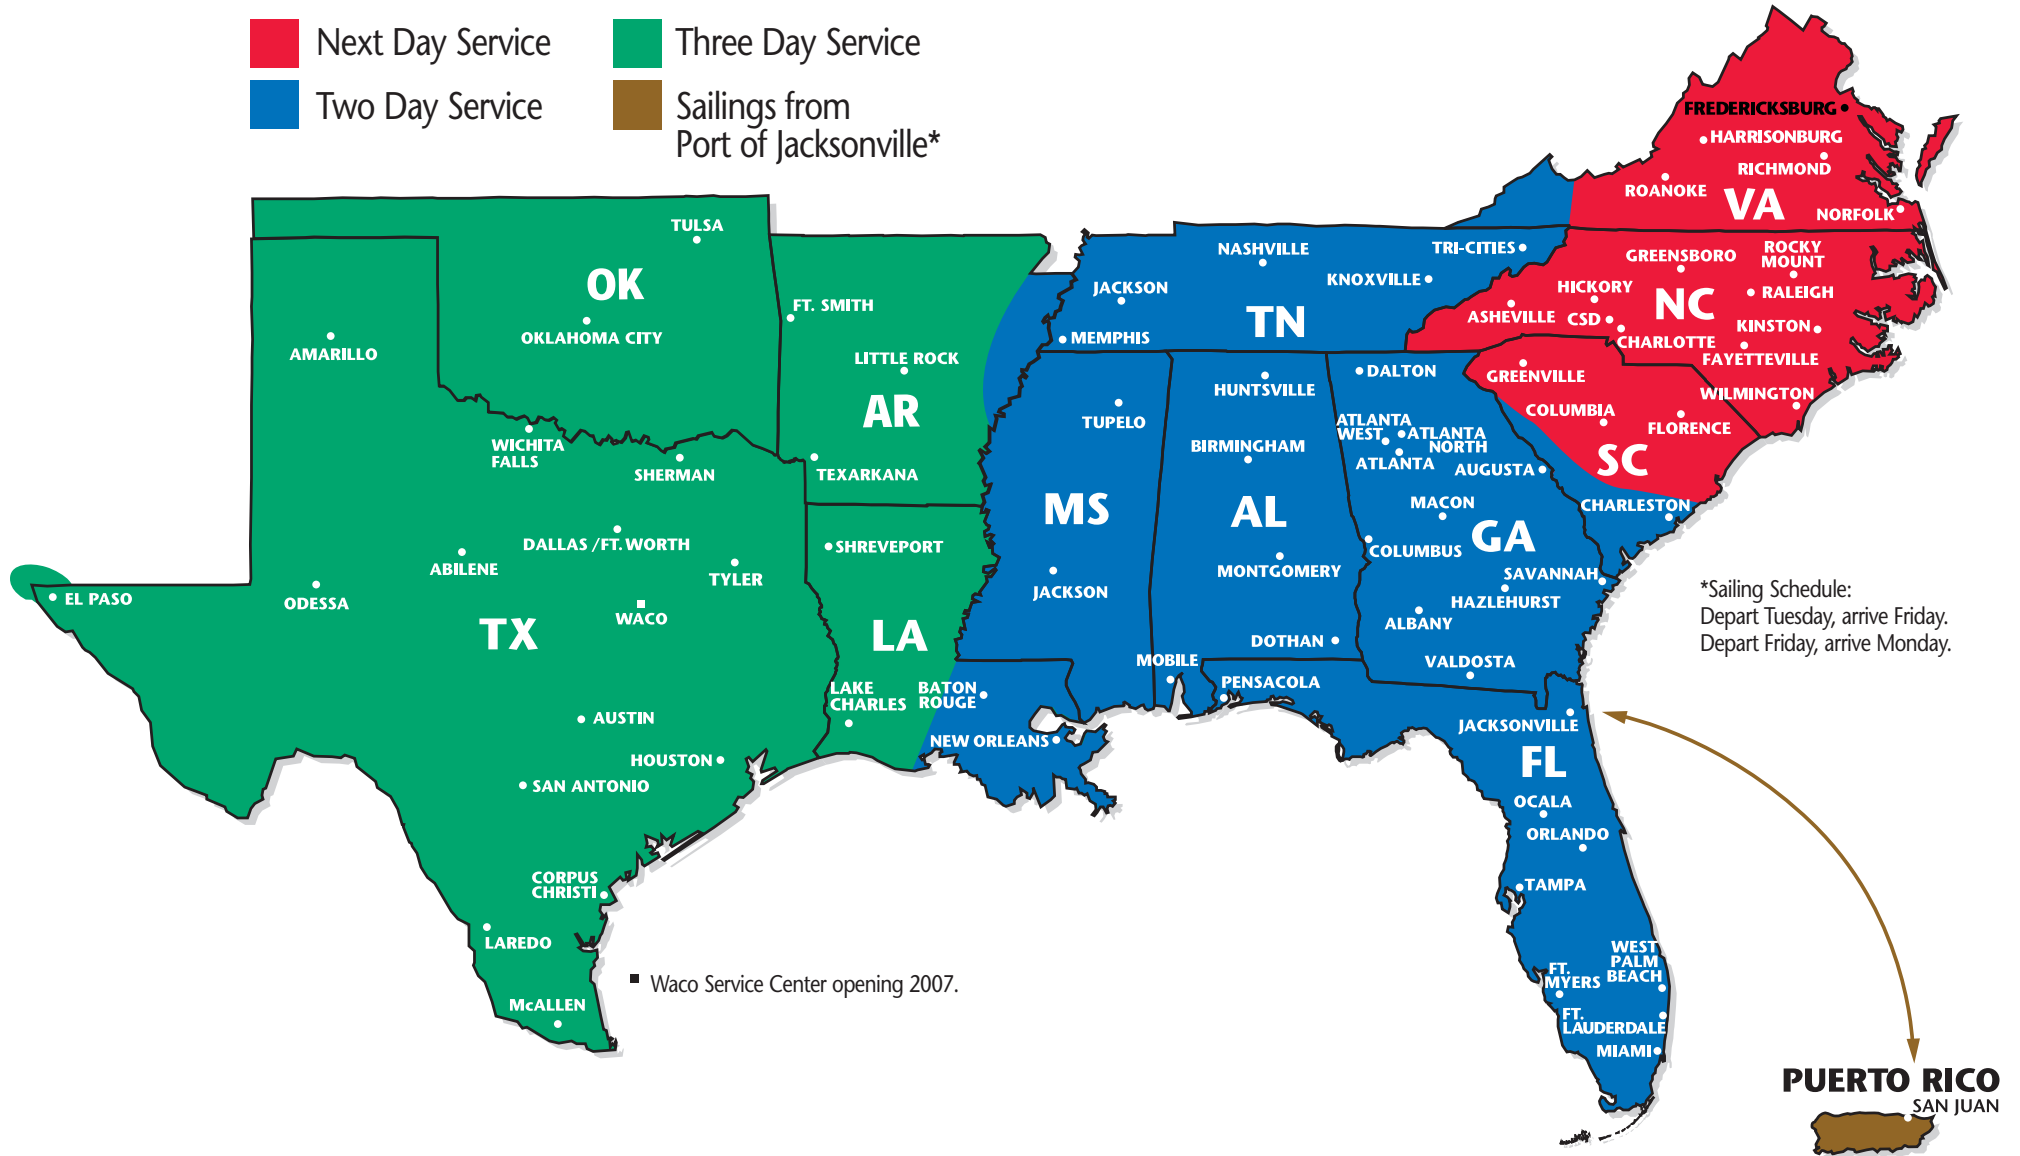 Next Day Service
Three Day Service
Two Day Service
Sailings from
Port of Jacksonville*
FREDERICKSBURG
HARRISONBURG
RICHMOND
ROANOKE
VA
NORFOLK
TULSA
OK
OKLAHOMA CITY
AMARILLO
FT. SMITH
LITTLE ROCK
AR
TEXARKANA
NASHVILLE
TRI-CITIES
KNOXVILLE
JACKSON
TN
MEMPHIS
GREENSBORO
ROCKY
MOUNT
HICKORY
NC
RALEIGH
ASHEVILLE
CSD
KINSTON
CHARLOTTE
FAYETTEVILLE
WILMINGTON
GREENVILLE
COLUMBIA
FLORENCE
SC
CHARLESTON
WICHITA
FALLS
SHERMAN
DALLAS /FT. WORTH
ABILENE
TYLER
EL PASO
ODESSA
WACO
TX
AUSTIN
HOUSTON
SAN ANTONIO
CORPUS
CHRISTI
LAREDO
McALLEN
SHREVEPORT
LA
LAKE
CHARLES
BATON
ROUGE
NEW ORLEANS
TUPELO
MS
JACKSON
HUNTSVILLE
BIRMINGHAM
AL
MONTGOMERY
DOTHAN
MOBILE
DALTON
ATLANTA
WEST
ATLANTA
NORTH
ATLANTA
AUGUSTA
MACON
GA
COLUMBUS
SAVANNAH
HAZLEHURST
ALBANY
VALDOSTA
PENSACOLA
JACKSONVILLE
FL
OCALA
ORLANDO
TAMPA
WEST
PALM
BEACH
FT.
MYERS
FT.
LAUDERDALE
MIAMI
*Sailing Schedule:
Depart Tuesday, arrive Friday.
Depart Friday, arrive Monday.
Waco Service Center opening 2007.
PUERTO RICO
SAN JUAN